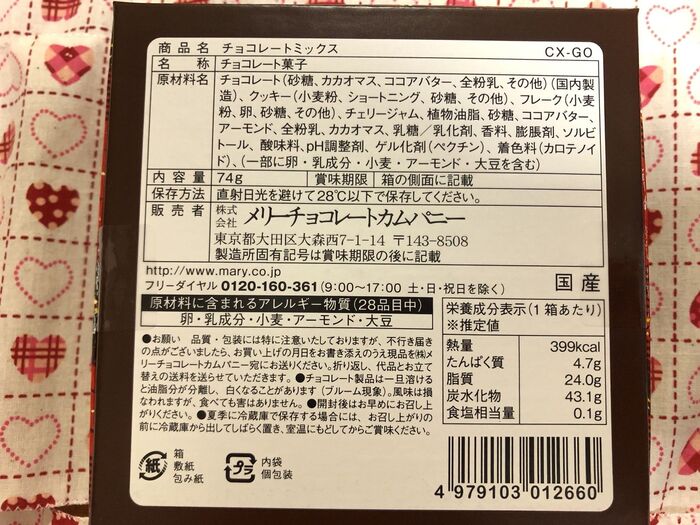 商品名 チョコレートミックス CX-GO
名称 チョコレート菓子
原材料名 チョコレート(砂糖、カカオマス、ココアバター、全粉乳、その他)(国内製
造)、クッキー(小麦粉、ショートニング、砂糖、その他)、フレーク(小麦
粉、卵、砂糖、その他)、チェリージャム、植物油脂、砂糖、ココアバター、
アーモンド、全粉乳、カカオマス、乳糖／乳化剤、香料、膨脹剤、ソルビ
トール、酸味料、pH調整剤、ゲル化剤(ペクチン)、着色料(カロテノイ
ド)、(一部に卵・乳成分・小麦・アーモンド・大豆を含む)
内容量 74g 賞味期限 箱の側面に記載
保存方法 直射日光を避けて28℃以下で保存してください。
販売者 株式会社 メリーチョコレートカムパニー
東京都大田区大森西7-1-14 〒143-8508
製造所固有記号は賞味期限の後に記載
http://www.mary.co.jp
フリーダイヤル 0120-160-361(9:00〜17:00 土・日・祝日を除く)
国産
原材料に含まれるアレルギー物質(28品目中)
卵・乳成分・小麦・アーモンド・大豆
●お願い 品質・包装には特に注意いたしておりますが、不行き届き
の点がございましたら、お買い上げの月日をお書き添えのうえ現品を㈱メ
リーチョコレートカムパニー宛にお送りください。折り返し、代品とお立て
替えの送料を送らせていただきます。●チョコレート製品は一旦溶ける
と油脂分が分離し、白くなることがあります(ブルーム現象)。風味は損
なわれますが、食べても害はありません。●開封後はお早めにお召し上
がりください。●夏季に冷蔵庫で保存する場合には、お召し上がりの
前に冷蔵庫から出してしばらく置き、室温にもどしてからご賞味ください。
栄養成分表示(1箱あたり)
※推定値
熱量 399kcal
たんぱく質 4.7g
脂質 24.0g
炭水化物 43.1g
食塩相当量 0.1g
紙
箱
敷紙
包み紙
プラ
内袋
個包装
4 979103 012660